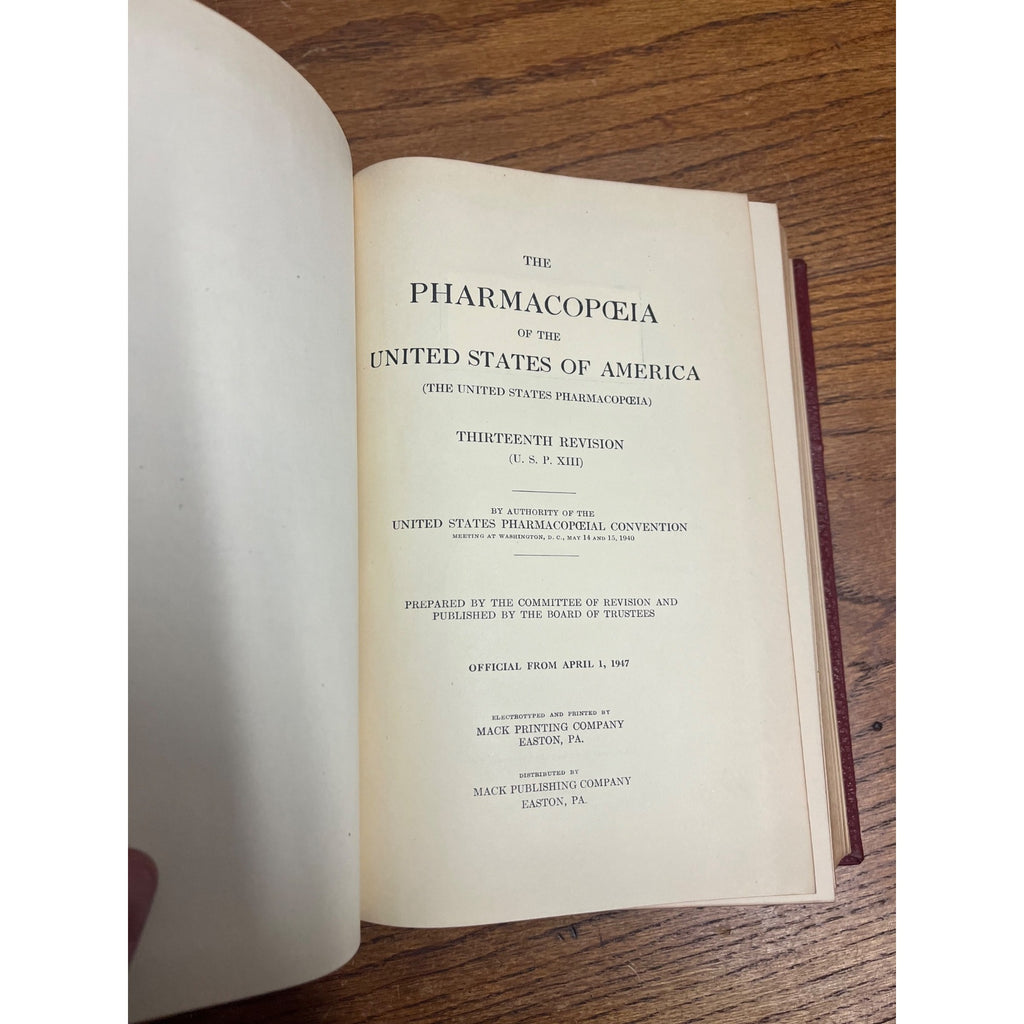 THE
PHARMACOPŒIA
OF THE
UNITED STATES OF AMERICA
(THE UNITED STATES PHARMACOPŒIA)
THIRTEENTH REVISION
(U. S. P. XIII)
BY AUTHORITY OF THE
UNITED STATES PHARMACOPŒIAL CONVENTION
MEETING AT WASHINGTON, D. C., MAY 14 AND 15, 1940
PREPARED BY THE COMMITTEE OF REVISION AND
PUBLISHED BY THE BOARD OF TRUSTEES
OFFICIAL FROM APRIL 1, 1947
ELECTROTYPED AND PRINTED BY
MACK PRINTING COMPANY
EASTON, PA.
DISTRIBUTED BY
MACK PUBLISHING COMPANY
EASTON, PA.